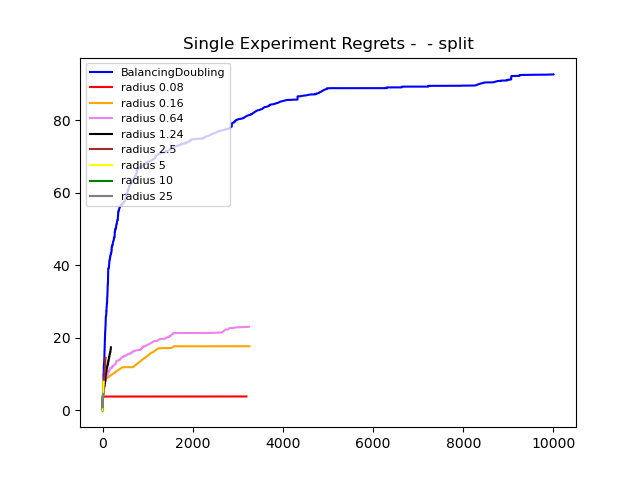 Single Experiment Regrets -  - split
BalancingDoubling
radius 0.08
radius 0.16
radius 0.64
radius 1.24
radius 2.5
radius 5
radius 10
radius 25
80
60
40
20
0
0 2000 4000 6000 8000 10000